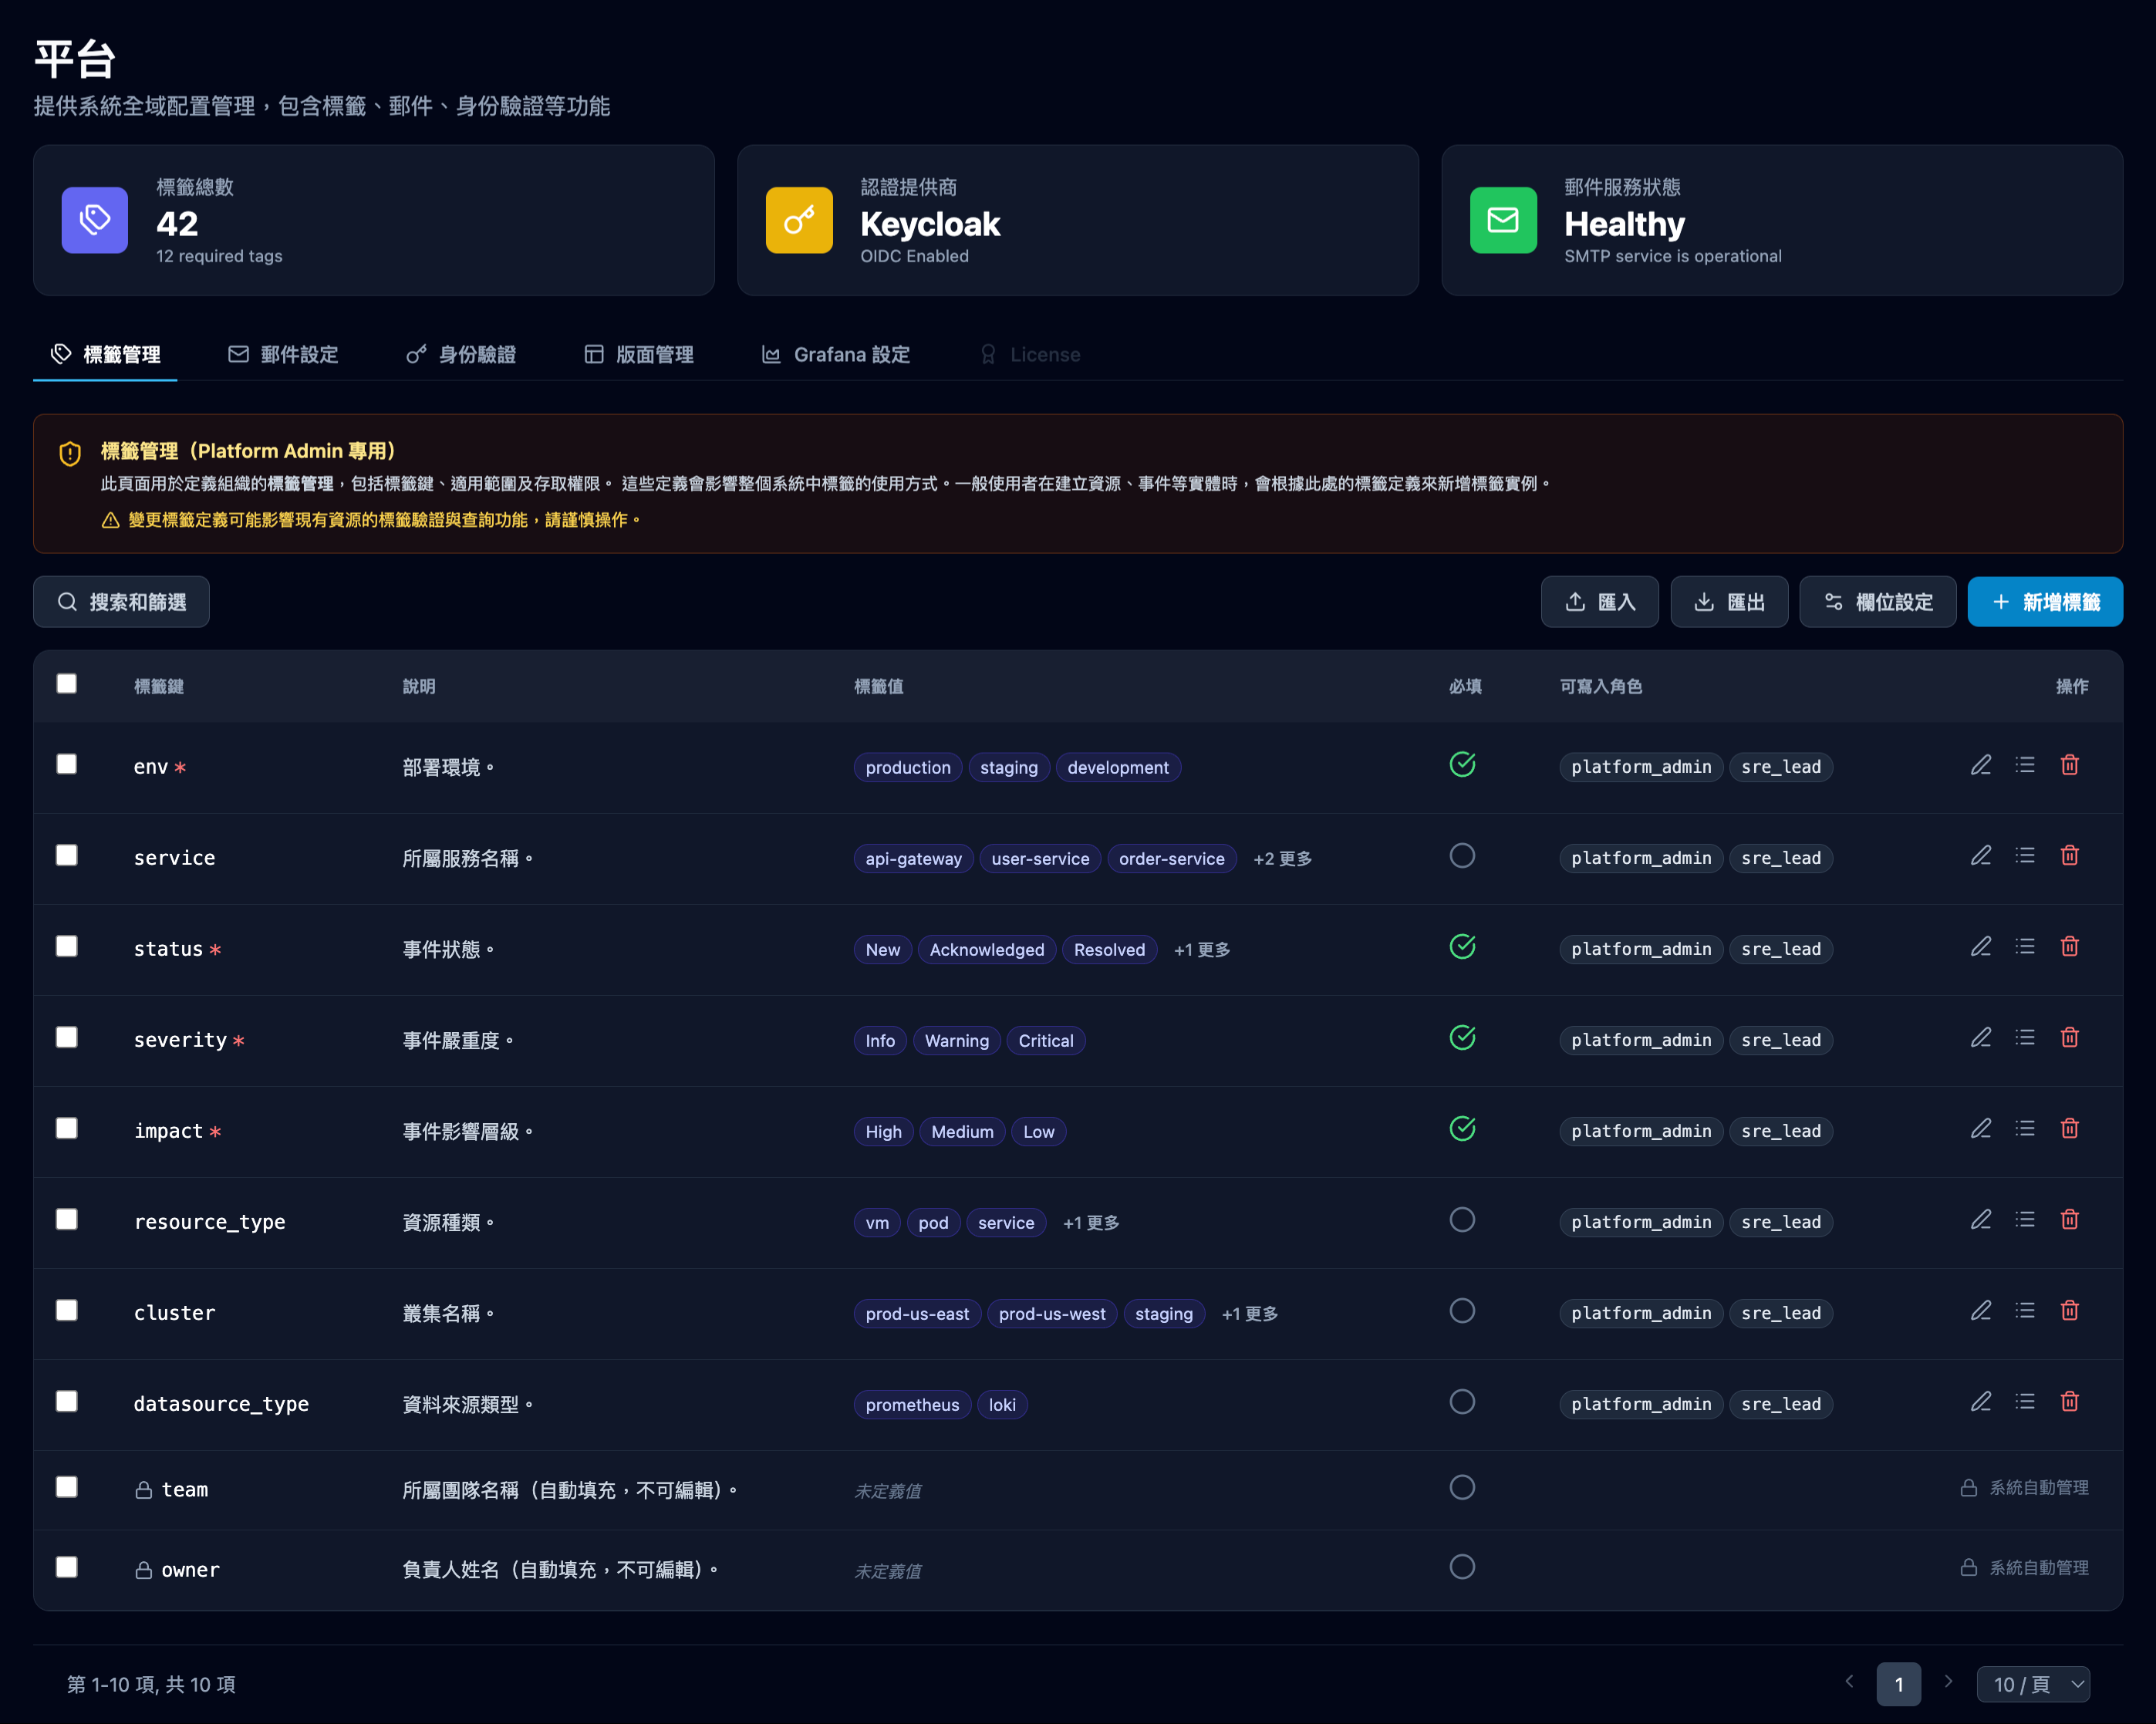 平台
提供系統全域配置管理，包含標籤、郵件、身份驗證等功能
標籤總數
42
12 required tags
認證提供商
Keycloak
OIDC Enabled
郵件服務狀態
Healthy
SMTP service is operational
標籤管理 郵件設定 身份驗證 版面管理 Grafana 設定 License
標籤管理（Platform Admin 專用）
此頁面用於定義組織的標籤管理，包括標籤鍵、適用範圍及存取權限。 這些定義會影響整個系統中標籤的使用方式。一般使用者在建立資源、事件等實體時，會根據此處的標籤定義來新增標籤實例。
變更標籤定義可能影響現有資源的標籤驗證與查詢功能，請謹慎操作。
搜索和篩選 匯入 匯出 欄位設定 新增標籤
標籤鍵 說明 標籤值 必填 可寫入角色 操作
env * 部署環境。 production staging development platform_admin sre_lead
service 所屬服務名稱。 api-gateway user-service order-service +2 更多 platform_admin sre_lead
status * 事件狀態。 New Acknowledged Resolved +1 更多 platform_admin sre_lead
severity * 事件嚴重度。 Info Warning Critical platform_admin sre_lead
impact * 事件影響層級。 High Medium Low platform_admin sre_lead
resource_type 資源種類。 vm pod service +1 更多 platform_admin sre_lead
cluster 叢集名稱。 prod-us-east prod-us-west staging +1 更多 platform_admin sre_lead
datasource_type 資料來源類型。 prometheus loki platform_admin sre_lead
team 所屬團隊名稱（自動填充，不可編輯）。 未定義值 系統自動管理
owner 負責人姓名（自動填充，不可編輯）。 未定義值 系統自動管理
第 1-10 項, 共 10 項 1 10 / 頁